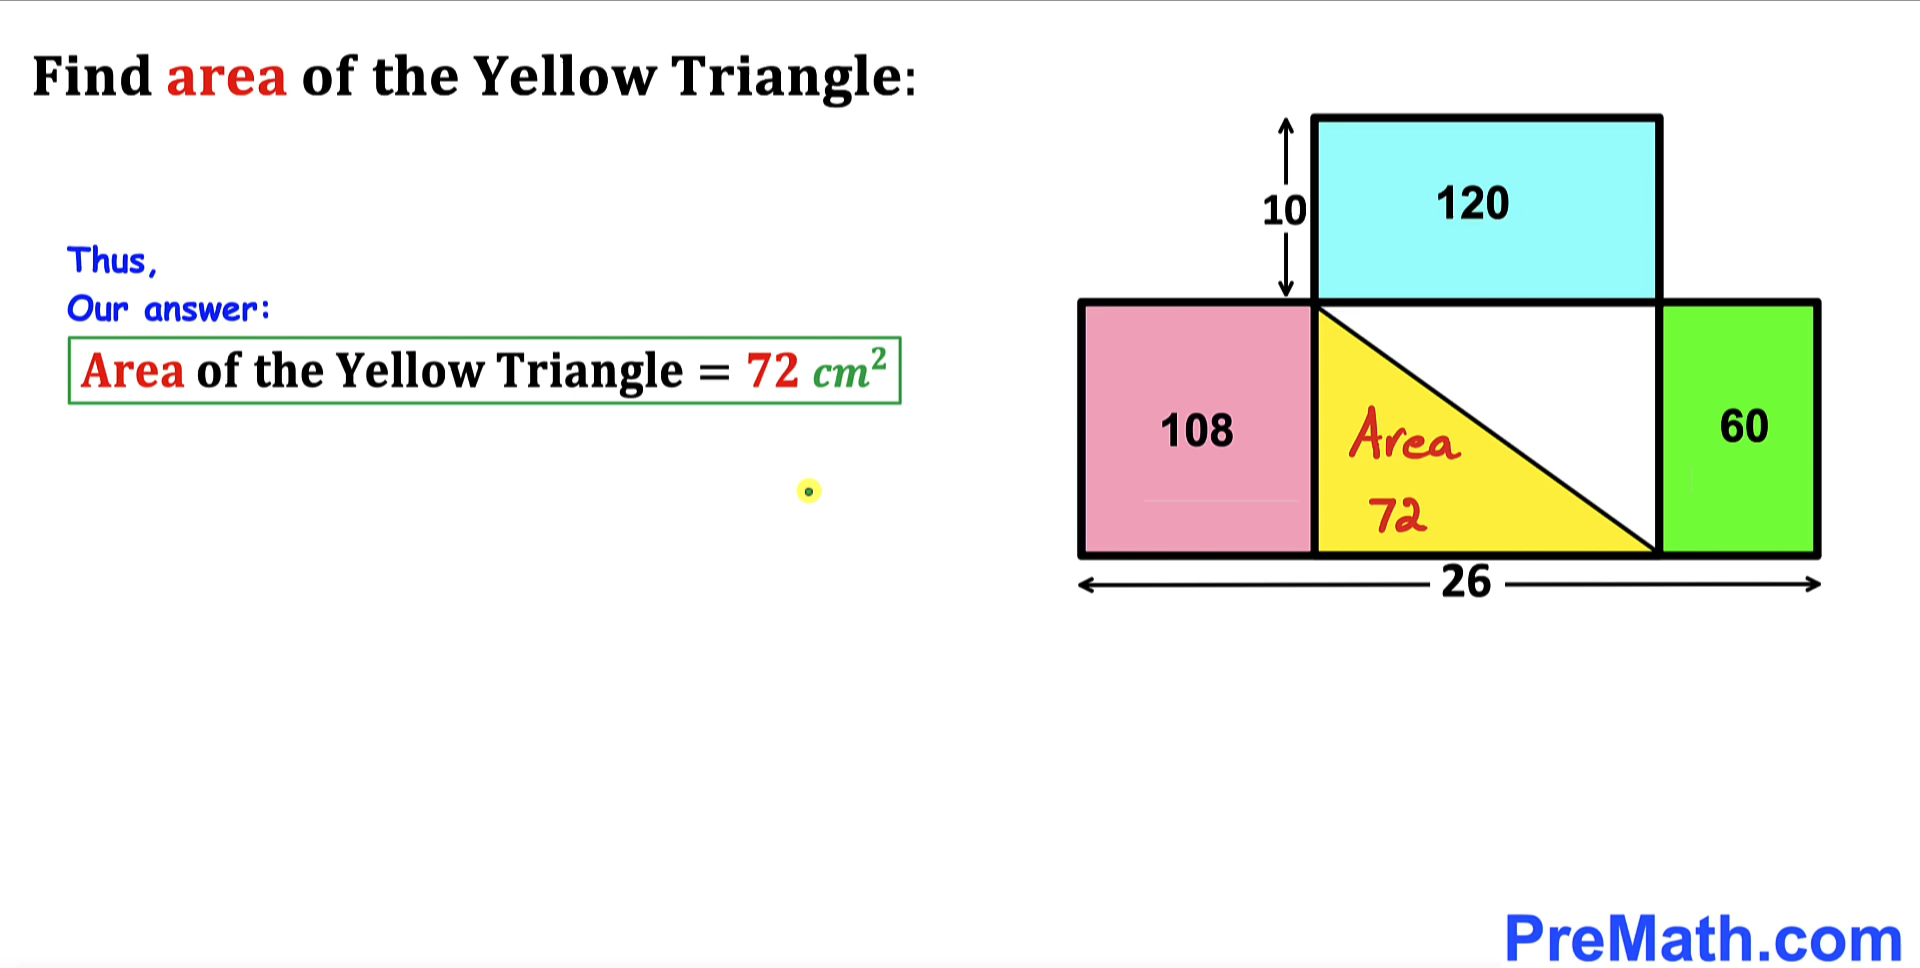 Find area of the Yellow Triangle:
Thus,
Our answer:
Area of the Yellow Triangle = 72 cm²
10
120
108
Area
72
60
26
PreMath.com